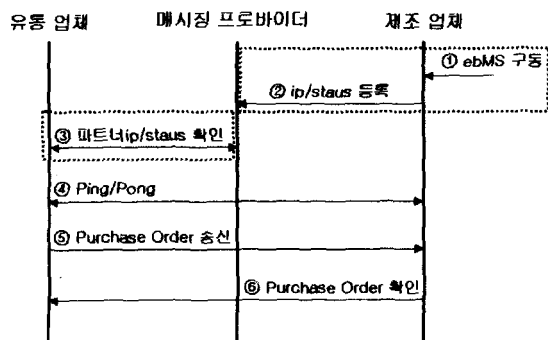 유통 업체
메시징 프로바이더
제조 업체
① ebMS 구동
② ip/staus 등록
③ 파트너ip/staus 확인
④ Ping/Pong
⑤ Purchase Order 송신
⑥ Purchase Order 확인